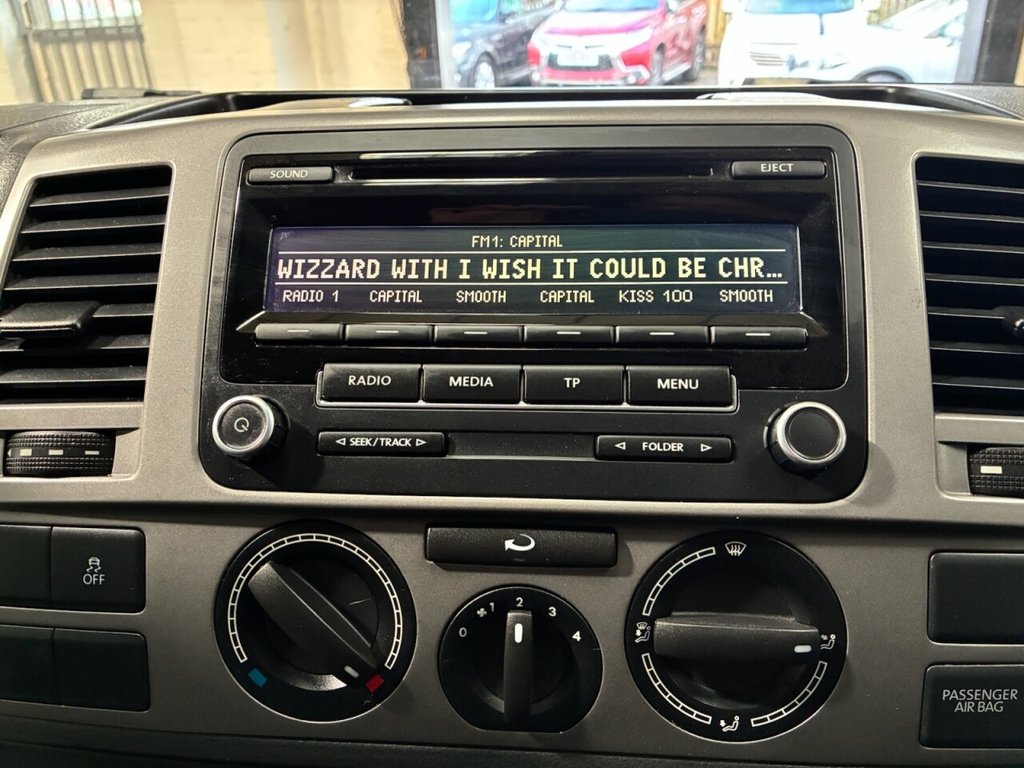 SOUND
EJECT
FM1: CAPITAL
WIZZARD WITH I WISH IT COULD BE CHR...
RADIO 1 CAPITAL SMOOTH CAPITAL KISS 100 SMOOTH
RADIO MEDIA TP MENU
SEEK/TRACK
FOLDER
OFF
0 1 2 3 4
PASSENGER
AIR BAG